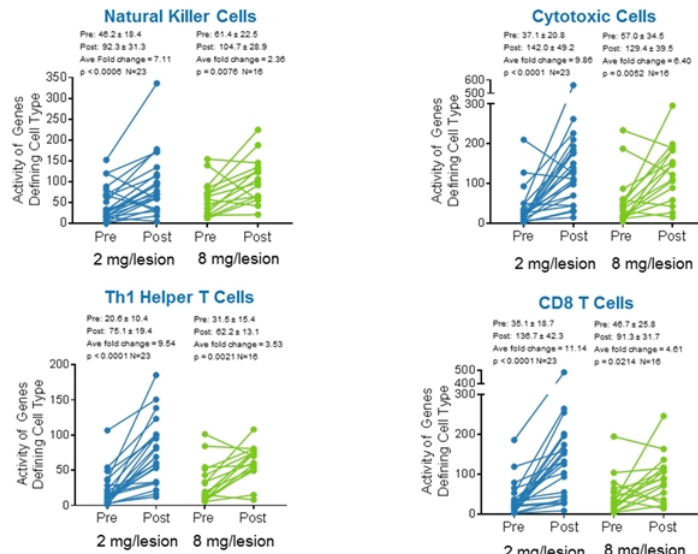 Natural Killer Cells
Pre: 46.2 ± 18.4
Post: 92.3 ± 31.3
Ave Fold change = 7.11
p < 0.0006 N=23
Pre: 61.4 ± 22.5
Post: 104.7 ± 28.9
Ave Fold change = 2.36
p = 0.0076 N=16
Activity of Genes
Defining Cell Type
350
300
250
200
150
100
50
0
Pre Post Pre Post
2 mg/lesion 8 mg/lesion
Cytotoxic Cells
Pre: 37.1 ± 20.8
Post: 142.0 ± 49.2
Ave Fold change = 9.86
p < 0.0001 N=23
Pre: 57.0 ± 34.5
Post: 129.4 ± 39.5
Ave Fold change = 6.40
p = 0.0052 N=16
Activity of Genes
Defining Cell Type
600
500
300
200
100
0
Pre Post Pre Post
2 mg/lesion 8 mg/lesion
Th1 Helper T Cells
Pre: 20.6 ± 10.4
Post: 75.1 ± 19.4
Ave fold change = 9.54
p < 0.0001 N=23
Pre: 31.5 ± 15.4
Post: 62.2 ± 13.1
Ave Fold change = 3.53
p = 0.0021 N=16
Activity of Genes
Defining Cell Type
200
150
100
50
0
Pre Post Pre Post
2 mg/lesion 8 mg/lesion
CD8 T Cells
Pre: 35.1 ± 18.7
Post: 136.7 ± 42.3
Ave fold change = 11.14
p < 0.0001 N=23
Pre: 46.7 ± 25.8
Post: 91.3 ± 31.7
Ave Fold change = 4.61
p = 0.0214 N=16
Activity of Genes
Defining Cell Type
500
400
300
200
100
0
Pre Post Pre Post
2 mg/lesion 8 mg/lesion